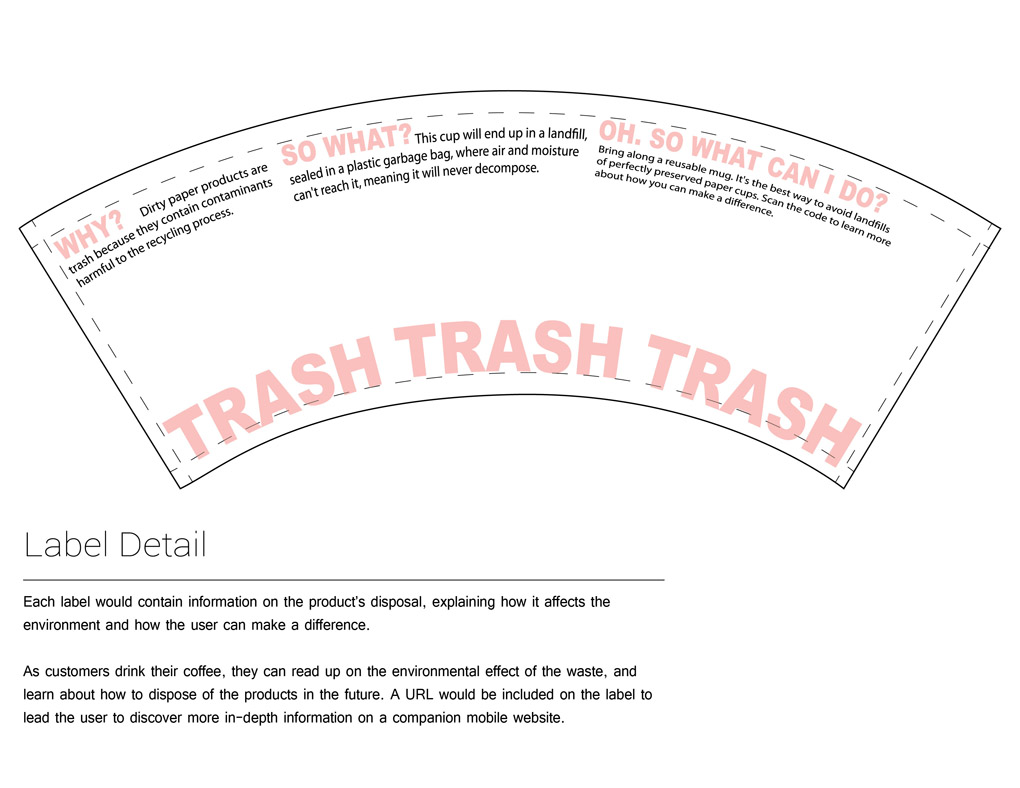 WHY? Dirty paper products are
trash because they contain contaminants
harmful to the recycling process.
SO WHAT? This cup will end up in a landfill,
sealed in a plastic garbage bag, where air and moisture
can't reach it, meaning it will never decompose.
OH. SO WHAT CAN I DO?
Bring along a reusable mug. It's the best way to avoid landfills
of perfectly preserved paper cups. Scan the code to learn more
about how you can make a difference.
TRASH TRASH TRASH
Label Detail
Each label would contain information on the product's disposal, explaining how it affects the
environment and how the user can make a difference.
As customers drink their coffee, they can read up on the environmental effect of the waste, and
learn about how to dispose of the products in the future. A URL would be included on the label to
lead the user to discover more in-depth information on a companion mobile website.